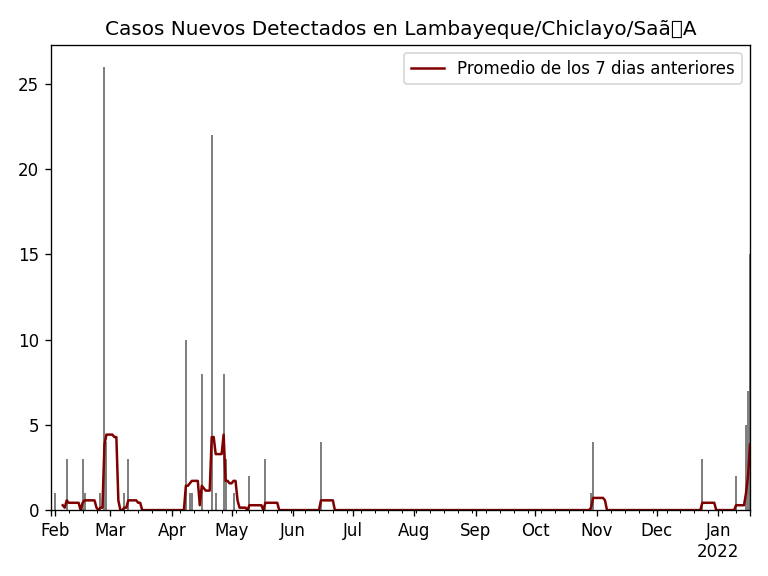 Casos Nuevos Detectados en Lambayeque/Chiclayo/Saã▯A
Promedio de los 7 dias anteriores
25
20
15
10
5
0
Feb Mar Apr May Jun Jul Aug Sep Oct Nov Dec Jan
2022